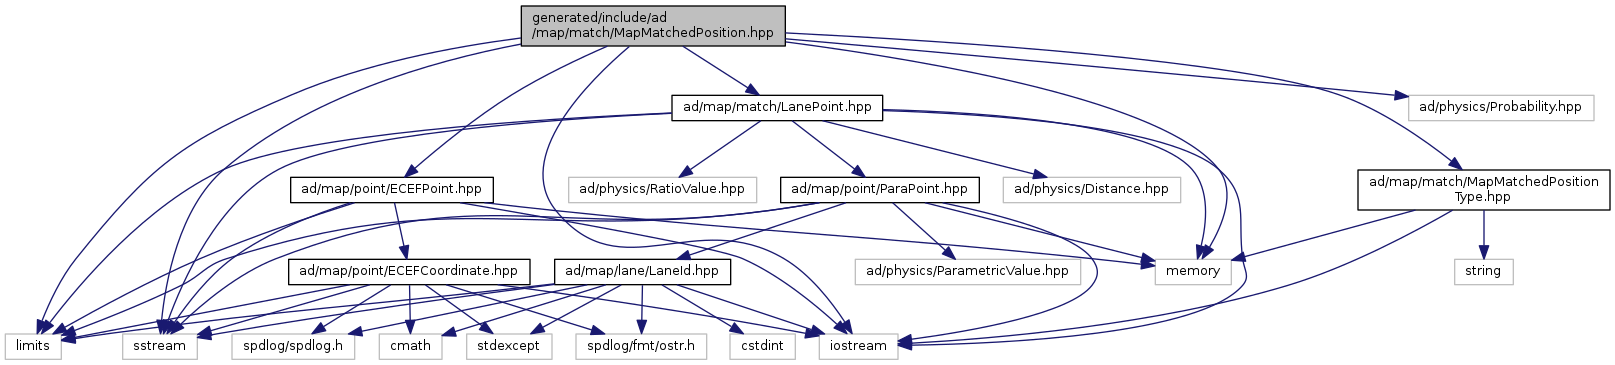 generated/include/ad
/map/match/MapMatchedPosition.hpp
ad/map/match/LanePoint.hpp
ad/physics/Probability.hpp
ad/map/point/ECEFPoint.hpp
ad/physics/RatioValue.hpp
ad/map/point/ParaPoint.hpp
ad/physics/Distance.hpp
ad/map/match/MapMatchedPosition
Type.hpp
ad/map/point/ECEFCoordinate.hpp
ad/map/lane/LaneId.hpp
ad/physics/ParametricValue.hpp
memory
string
limits
sstream
spdlog/spdlog.h
cmath
stdexcept
spdlog/fmt/ostr.h
cstdint
iostream